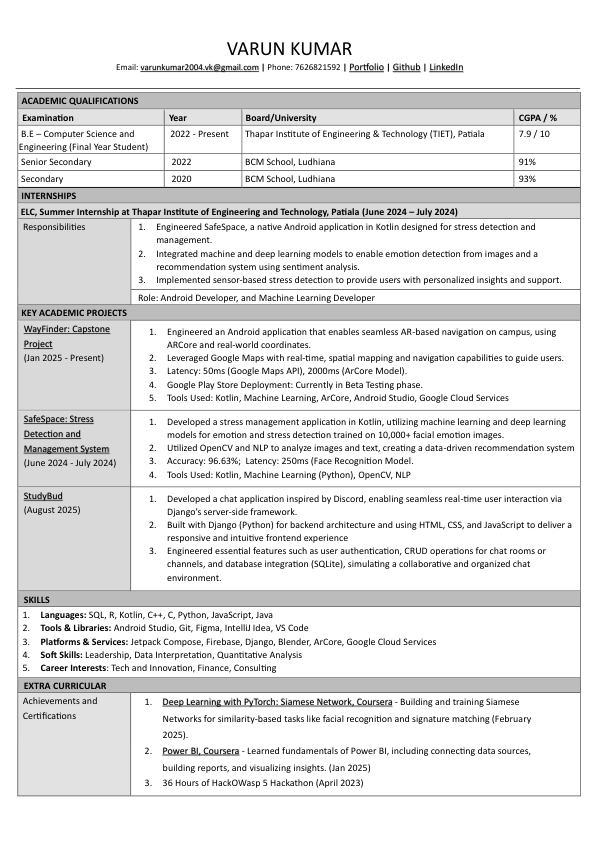 VARUN KUMAR
Email: varunkumar2004.vk@gmail.com | Phone: 7626821592 | Portfolio | Github | LinkedIn
ACADEMIC QUALIFICATIONS
Examination Year Board/University CGPA / %
B.E – Computer Science and Engineering (Final Year Student) 2022 - Present Thapar Institute of Engineering & Technology (TIET), Patiala 7.9 / 10
Senior Secondary 2022 BCM School, Ludhiana 91%
Secondary 2020 BCM School, Ludhiana 93%
INTERNSHIPS
ELC, Summer Internship at Thapar Institute of Engineering and Technology, Patiala (June 2024 – July 2024)
Responsibilities
1. Engineered SafeSpace, a native Android application in Kotlin designed for stress detection and
management.
2. Integrated machine and deep learning models to enable emotion detection from images and a
recommendation system using sentiment analysis.
3. Implemented sensor-based stress detection to provide users with personalized insights and support.
Role: Android Developer, and Machine Learning Developer
KEY ACADEMIC PROJECTS
WayFinder: Capstone
Project
(Jan 2025 - Present)
1. Engineered an Android application that enables seamless AR-based navigation on campus, using
ARCore and real-world coordinates.
2. Leveraged Google Maps with real-time, spatial mapping and navigation capabilities to guide users.
3. Latency: 50ms (Google Maps API), 2000ms (ArCore Model).
4. Google Play Store Deployment: Currently in Beta Testing phase.
5. Tools Used: Kotlin, Machine Learning, ArCore, Android Studio, Google Cloud Services
SafeSpace: Stress
Detection and
Management System
(June 2024 - July 2024)
1. Developed a stress management application in Kotlin, utilizing machine learning and deep learning
models for emotion and stress detection trained on 10,000+ facial emotion images.
2. Utilized OpenCV and NLP to analyze images and text, creating a data-driven recommendation system
3. Accuracy: 96.63%; Latency: 250ms (Face Recognition Model.
4. Tools Used: Kotlin, Machine Learning (Python), OpenCV, NLP
StudyBud
(August 2025)
1. Developed a chat application inspired by Discord, enabling seamless real-time user interaction via
Django's server-side framework.
2. Built with Django (Python) for backend architecture and using HTML, CSS, and JavaScript to deliver a
responsive and intuitive frontend experience
3. Engineered essential features such as user authentication, CRUD operations for chat rooms or
channels, and database integration (SQLite), simulating a collaborative and organized chat
environment.
SKILLS
1. Languages: SQL, R, Kotlin, C++, C, Python, JavaScript, Java
2. Tools & Libraries: Android Studio, Git, Figma, IntelliJ Idea, VS Code
3. Platforms & Services: Jetpack Compose, Firebase, Django, Blender, ArCore, Google Cloud Services
4. Soft Skills: Leadership, Data Interpretation, Quantitative Analysis
5. Career Interests: Tech and Innovation, Finance, Consulting
EXTRA CURRICULAR
Achievements and
Certifications
1. Deep Learning with PyTorch: Siamese Network, Coursera - Building and training Siamese
Networks for similarity-based tasks like facial recognition and signature matching (February
2025).
2. Power BI, Coursera - Learned fundamentals of Power BI, including connecting data sources,
building reports, and visualizing insights. (Jan 2025)
3. 36 Hours of HackOWasp 5 Hackathon (April 2023)